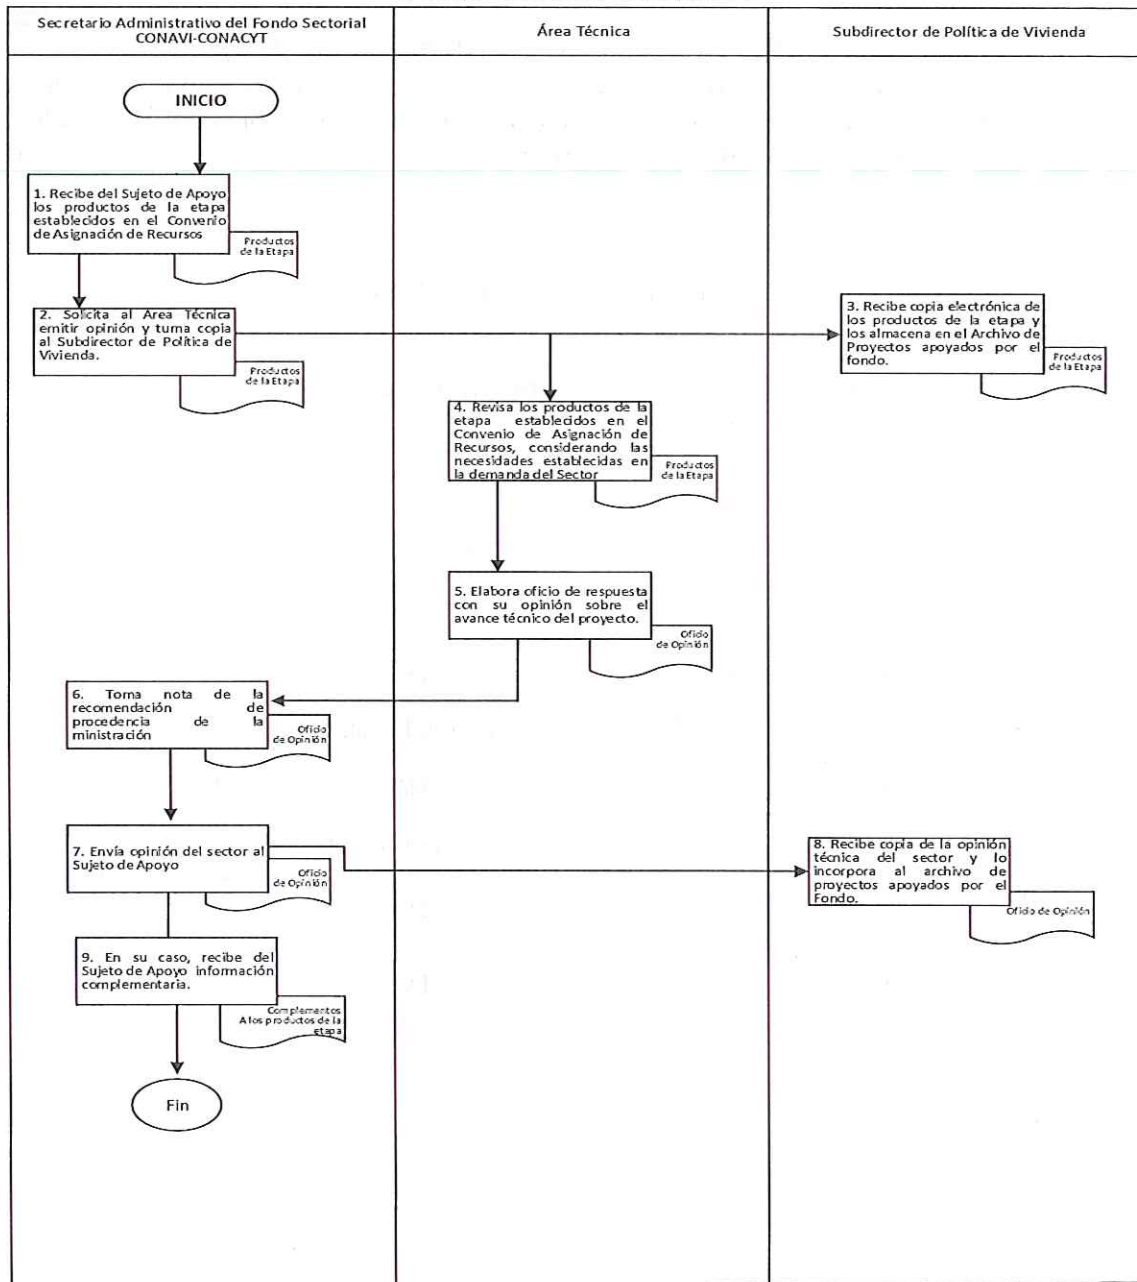 Secretario Administrativo del Fondo Sectorial
CONAVI-CONACYT
Área Técnica
Subdirector de Política de Vivienda
INICIO
1. Recibe del Sujeto de Apoyo
los productos de la etapa
establecidos en el Convenio
de Asignación de Recursos
Productos
de la Etapa
2. Solicita al Area Técnica
emitir opinión y turna copia
al Subdirector de Política de
Vivienda.
Productos
de la Etapa
3. Recibe copia electrónica de
los productos de la etapa y
los almacena en el Archivo de
Proyectos apoyados por el
fondo.
Productos
de la Etapa
4. Revisa los productos de la
etapa establecidos en el
Convenio de Asignación de
Recursos, considerando las
necesidades establecidas en
la demanda del Sector
Productos
de la Etapa
5. Elabora oficio de respuesta
con su opinión sobre el
avance técnico del proyecto.
Oficio
de Opinión
6. Toma nota de la
recomendación de
procedencia de la
ministración
Oficio
de Opinión
7. Envía opinión del sector al
Sujeto de Apoyo
Oficio
de Opinión
8. Recibe copia de la opinión
técnica del sector y lo
incorpora al archivo de
proyectos apoyados por el
Fondo.
Oficio de Opinión
9. En su caso, recibe del
Sujeto de Apoyo información
complementaria.
Complementos
A los productos de la
etapa
Fin